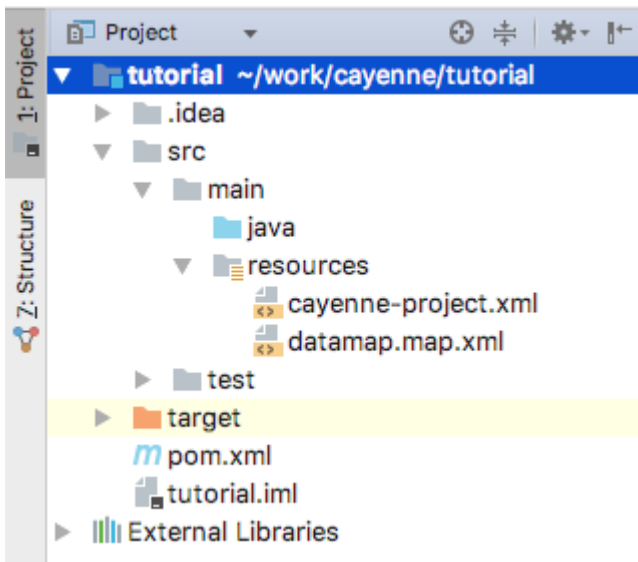 1: Project
Z: Structure
Project
tutorial ~/work/cayenne/tutorial
.idea
src
main
java
resources
cayenne-project.xml
datamap.map.xml
test
target
m pom.xml
tutorial.iml
External Libraries